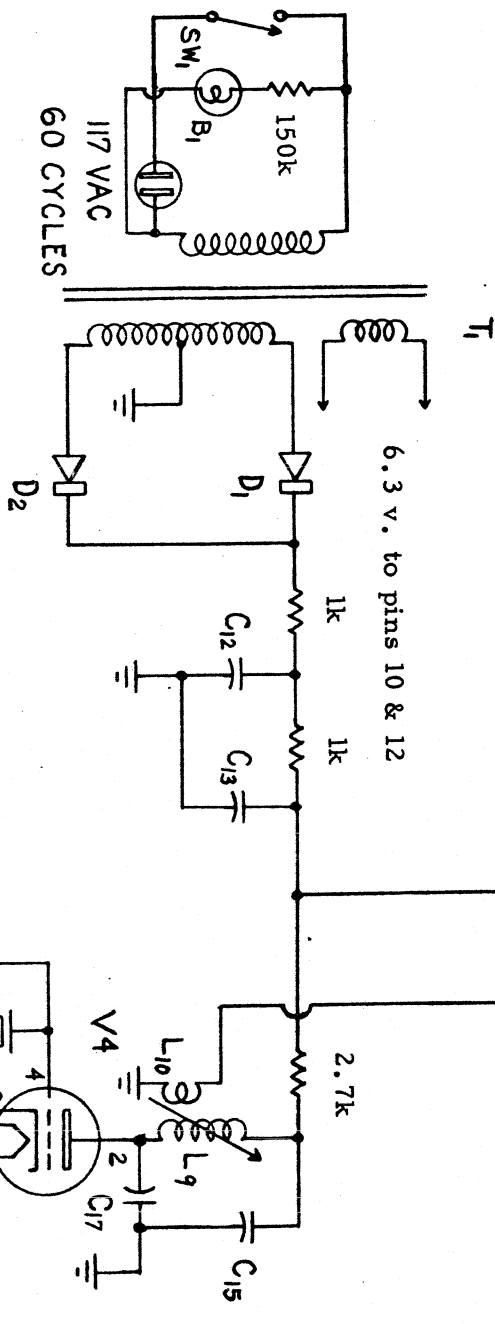 SW₁
B₁
150k
117 VAC
60 CYCLES
T₁
6.3 v. to pins 10 & 12
D₁
D₂
1k
1k
C₁₂
C₁₃
2.7k
V4
L₁₀
L₉
4
2
C₁₇
C₁₅